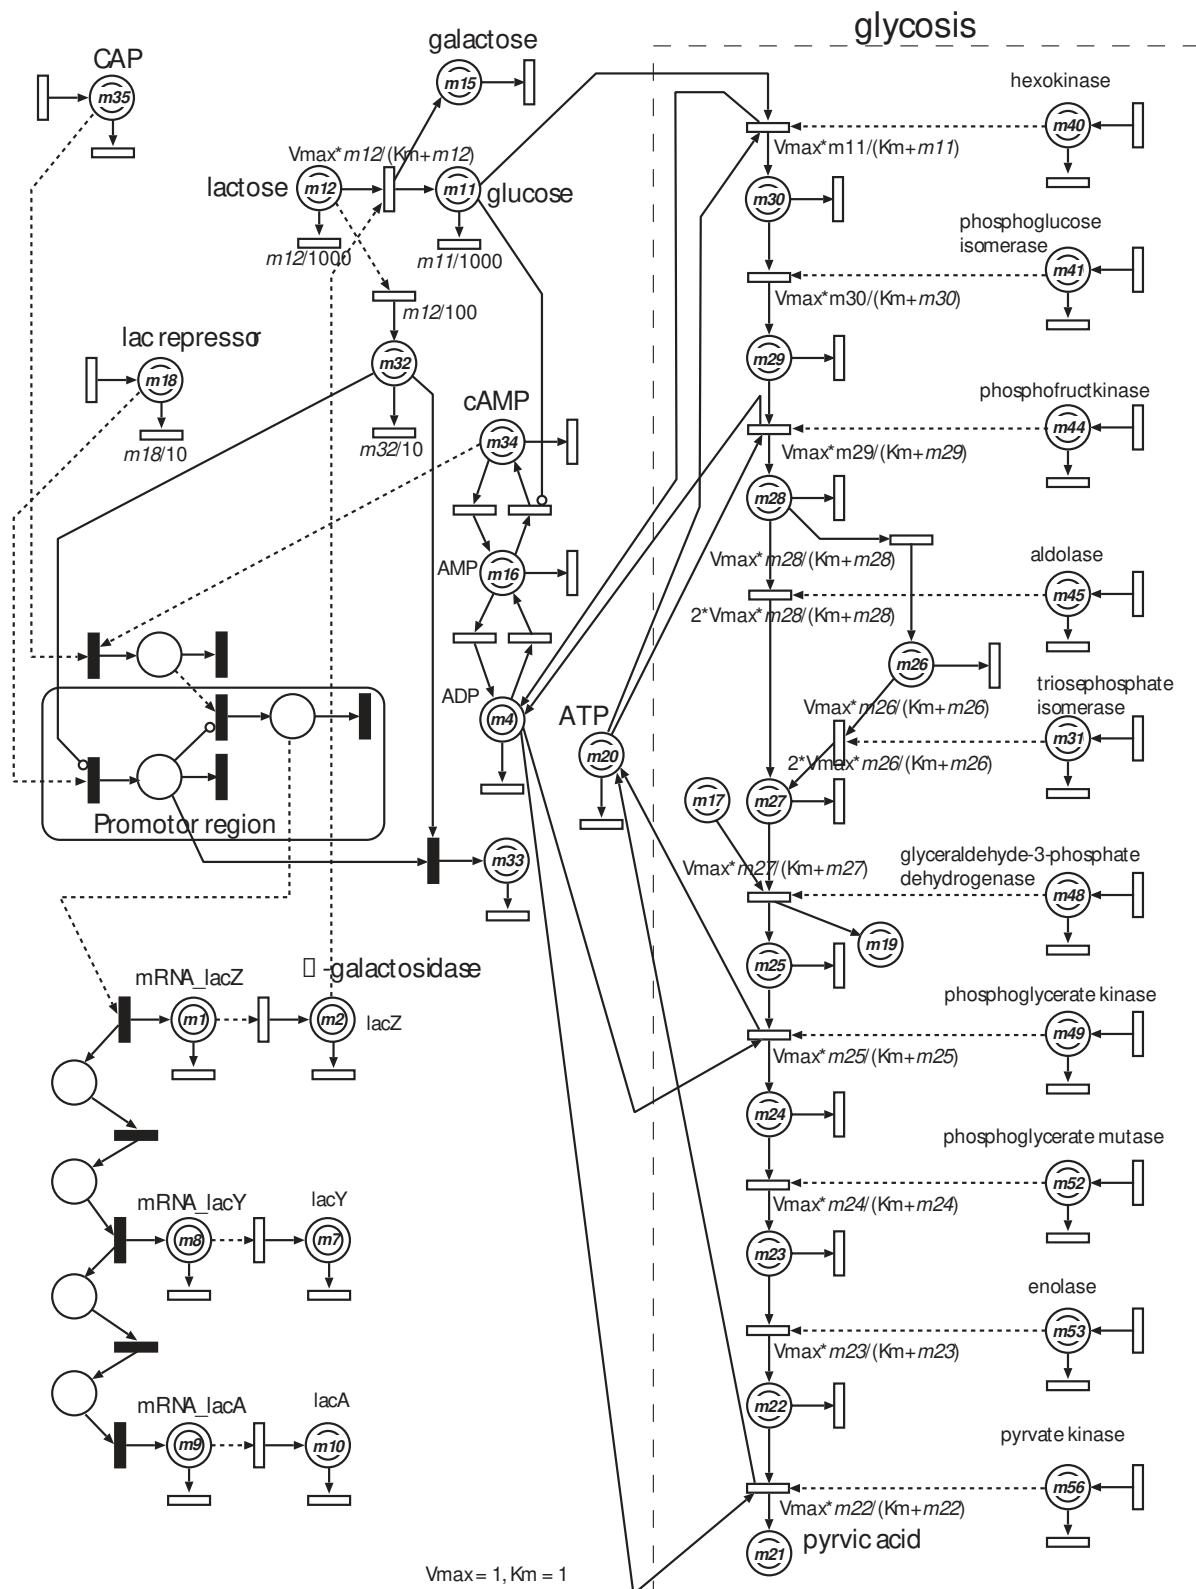 glycosis
galactose
CAP
m15
hexokinase
m35
m40
Vmax*m12/(Km+m12)
Vmax*m11/(Km+m11)
lactose
m12
m11
glucose
m30
phosphoglucose
isomerase
m12/1000
m11/1000
m41
Vmax*m30/(Km+m30)
m12/100
lac repressor
m32
m29
m18
cAMP
phosphofructkinase
m34
m44
m18/10
m32/10
Vmax*m29/(Km+m29)
m28
Vmax*m28/(Km+m28)
aldolase
AMP
m16
m45
2*Vmax*m28/(Km+m28)
m26
ADP
m4
ATP
Vmax*m26/(Km+m26)
triosephosphate
isomerase
m20
m31
2*Vmax*m26/(Km+m26)
m17
m27
Promotor region
m33
Vmax*m27/(Km+m27)
glyceraldehyde-3-phosphate
dehydrogenase
m48
m19
m25
mRNA_lacZ
-galactosidase
phosphoglycerate kinase
m1
m2
lacZ
m49
Vmax*m25/(Km+m25)
m24
phosphoglycerate mutase
m52
mRNA_lacY
lacY
Vmax*m24/(Km+m24)
m8
m7
m23
enolase
m53
Vmax*m23/(Km+m23)
mRNA_lacA
lacA
m22
m9
m10
pyrvate kinase
m56
Vmax*m22/(Km+m22)
m21
pyrvic acid
Vmax = 1, Km = 1